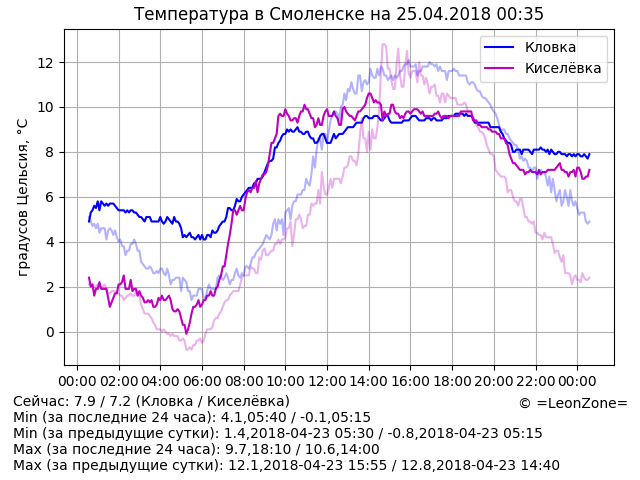 Температура в Смоленске на 25.04.2018 00:35
Кловка
Киселёвка
градусов Цельсия, °C
12
10
8
6
4
2
0
00:00 02:00 04:00 06:00 08:00 10:00 12:00 14:00 16:00 18:00 20:00 22:00 00:00
Сейчас: 7.9 / 7.2 (Кловка / Киселёвка)
© =LeonZone=
Min (за последние 24 часа): 4.1,05:40 / -0.1,05:15
Min (за предыдущие сутки): 1.4,2018-04-23 05:30 / -0.8,2018-04-23 05:15
Max (за последние 24 часа): 9.7,18:10 / 10.6,14:00
Max (за предыдущие сутки): 12.1,2018-04-23 15:55 / 12.8,2018-04-23 14:40